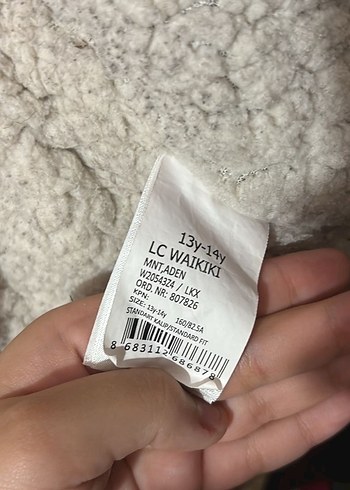 13y-14y
LC WAIKIKI
MNT,ADEN
W2054Z4 / LKX
ORD. NR: 807826
KPN:
SIZE: 13y-14y 160/82.5A
STANDART KALIP/STANDARD FIT
8 683112 686878